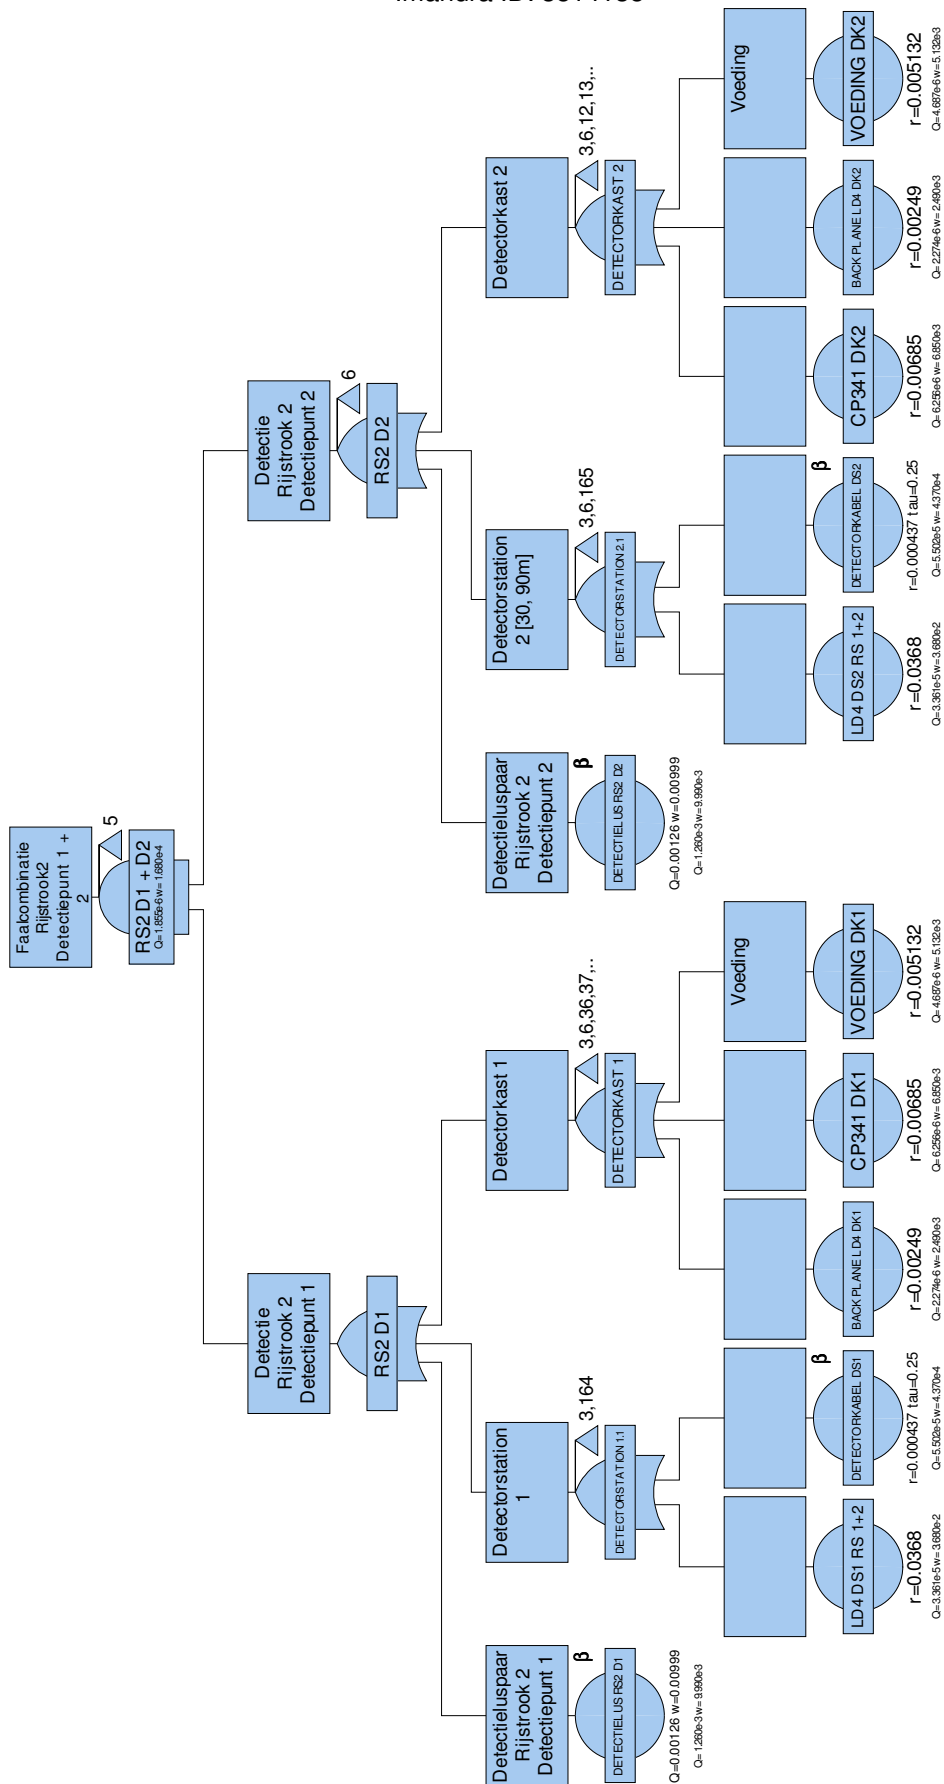 Faalcombinatie
Rijstrook2
Detectiepunt 1 +
2
5
RS2 D1 + D2
Q=1.855e-6 w=1.680e-4
Detectie
Rijstrook 2
Detectiepunt 1
RS2 D1
Detectie
Rijstrook 2
Detectiepunt 2
6
RS2 D2
Detectieluspaar
Rijstrook 2
Detectiepunt 1
β
DETECTIELUS RS2 D1
Q=0.00126 w=0.00999
Q=1.260e-3 w=9.990e-3
Detectorstation
1
3,164
DETECTORSTATION 1.1
Detectorkast 1
3,6,36,37,..
DETECTORKAST 1
Detectieluspaar
Rijstrook 2
Detectiepunt 2
β
DETECTIELUS RS2 D2
Q=0.00126 w=0.00999
Q=1.260e-3 w=9.990e-3
Detectorstation
2 [30, 90m]
3,6,165
DETECTORSTATION 2.1
Detectorkast 2
3,6,12,13,..
DETECTORKAST 2
LD4 DS1 RS 1+2
r=0.0368
Q=3.361e-5 w=3.680e-2
β
DETECTORKABEL DS1
r=0.000437 tau=0.25
Q=5.502e-5 w=4.370e-4
BACKPLANE LD4 DK1
r=0.00249
Q=2.274e-6 w=2.490e-3
CP341 DK1
r=0.00685
Q=6.256e-6 w=6.850e-3
Voeding
VOEDING DK1
r=0.005132
Q=4.687e-6 w=5.132e-3
LD4 DS2 RS 1+2
r=0.0368
Q=3.361e-5 w=3.680e-2
β
DETECTORKABEL DS2
r=0.000437 tau=0.25
Q=5.502e-5 w=4.370e-4
CP341 DK2
r=0.00685
Q=6.256e-6 w=6.850e-3
BACKPLANE LD4 DK2
r=0.00249
Q=2.274e-6 w=2.490e-3
Voeding
VOEDING DK2
r=0.005132
Q=4.687e-6 w=5.132e-3